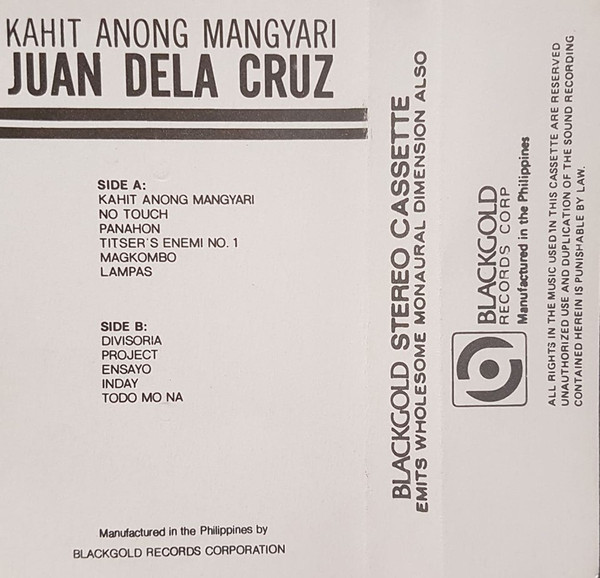 KAHIT ANONG MANGYARI
JUAN DELA CRUZ
SIDE A:
KAHIT ANONG MANGYARI
NO TOUCH
PANAHON
TITSER'S ENEMI NO. 1
MAGKOMBO
LAMPAS
SIDE B:
DIVISORIA
PROJECT
ENSAYO
INDAY
TODO MO NA
Manufactured in the Philippines by
BLACKGOLD RECORDS CORPORATION
BLACKGOLD STEREO CASSETTE
EMITS WHOLESOME MONAURAL DIMENSION ALSO
BLACKGOLD
RECORDS CORP
Manufactured in the Philippines
ALL RIGHTS IN THE MUSIC USED IN THIS CASSETTE ARE RESERVED
UNAUTHORIZED USE AND DUPLICATION OF THE SOUND RECORDING
CONTAINED HEREIN IS PUNISHABLE BY LAW.